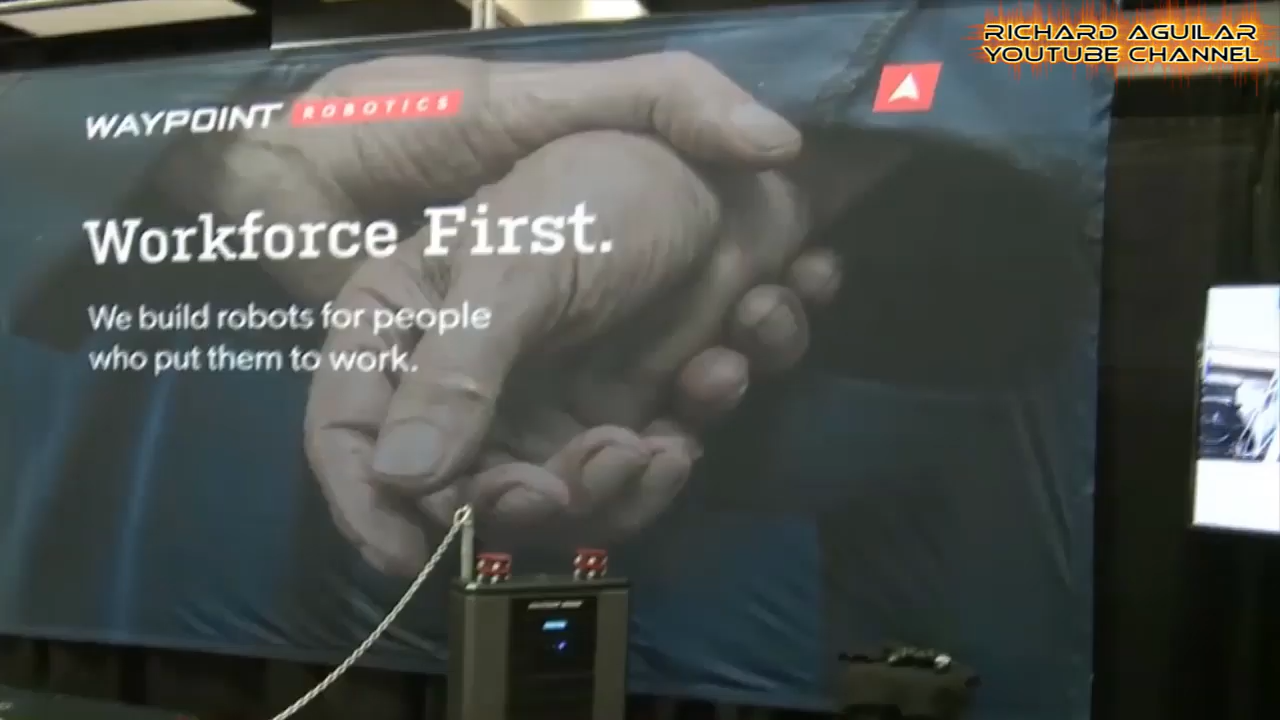 RICHARD AGUILAR
YOUTUBE CHANNEL
WAYPOINT ROBOTICS
Workforce First.
We build robots for people
who put them to work.